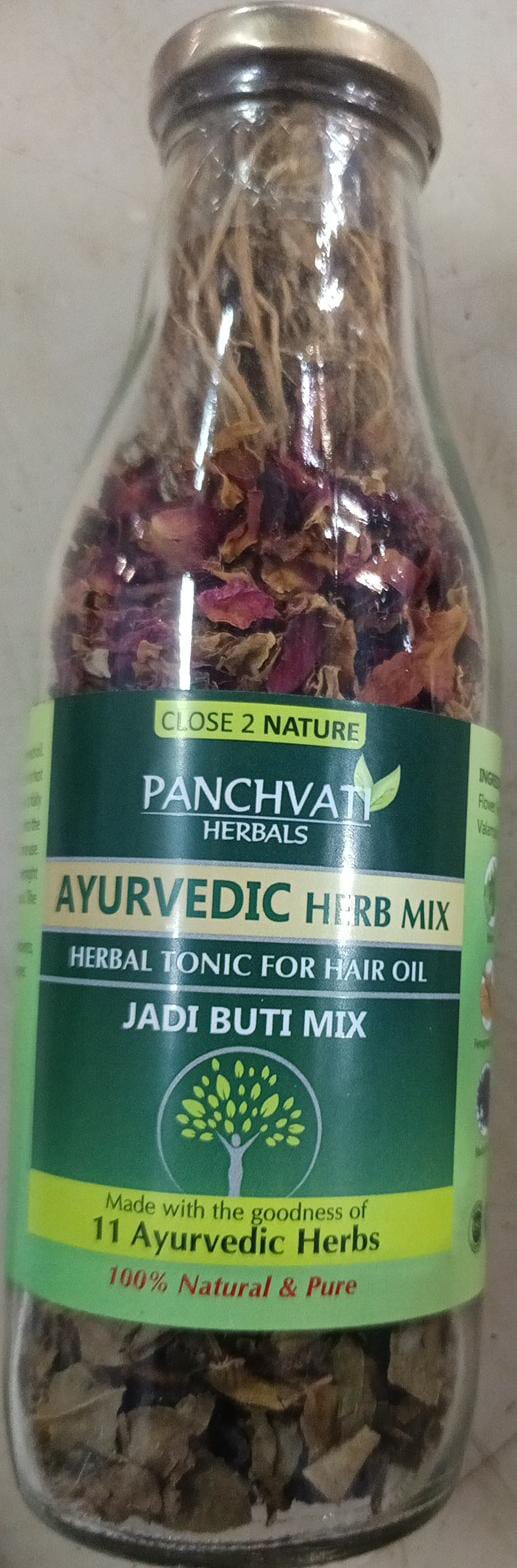 CLOSE 2 NATURE
PANCHVATI
HERBALS
AYURVEDIC HERB MIX
HERBAL TONIC FOR HAIR OIL
JADI BUTI MIX
Made with the goodness of
11 Ayurvedic Herbs
100% Natural & Pure